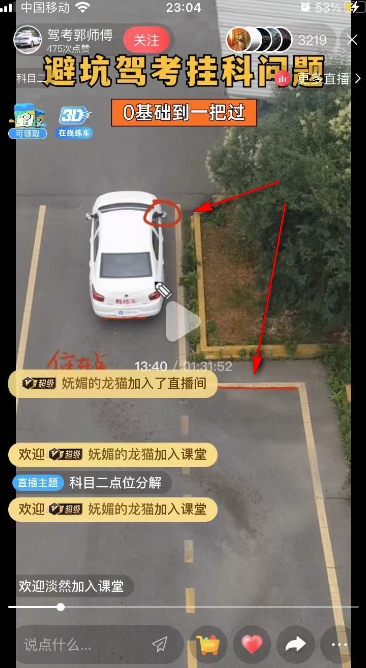 中国移动
23:04
53%
驾考郭师傅
475次点赞
关注
3219
避坑驾考挂科问题
科目二
更多直播
0基础到一把过
可领取
3D
在线练车
教练车
停站
13:40 / 01:31:52
超级 妩媚的龙猫加入了直播间
欢迎 超级 妩媚的龙猫加入课堂
直播主题 科目二点位分解
欢迎 超级 妩媚的龙猫加入课堂
欢迎淡然加入课堂
说点什么...